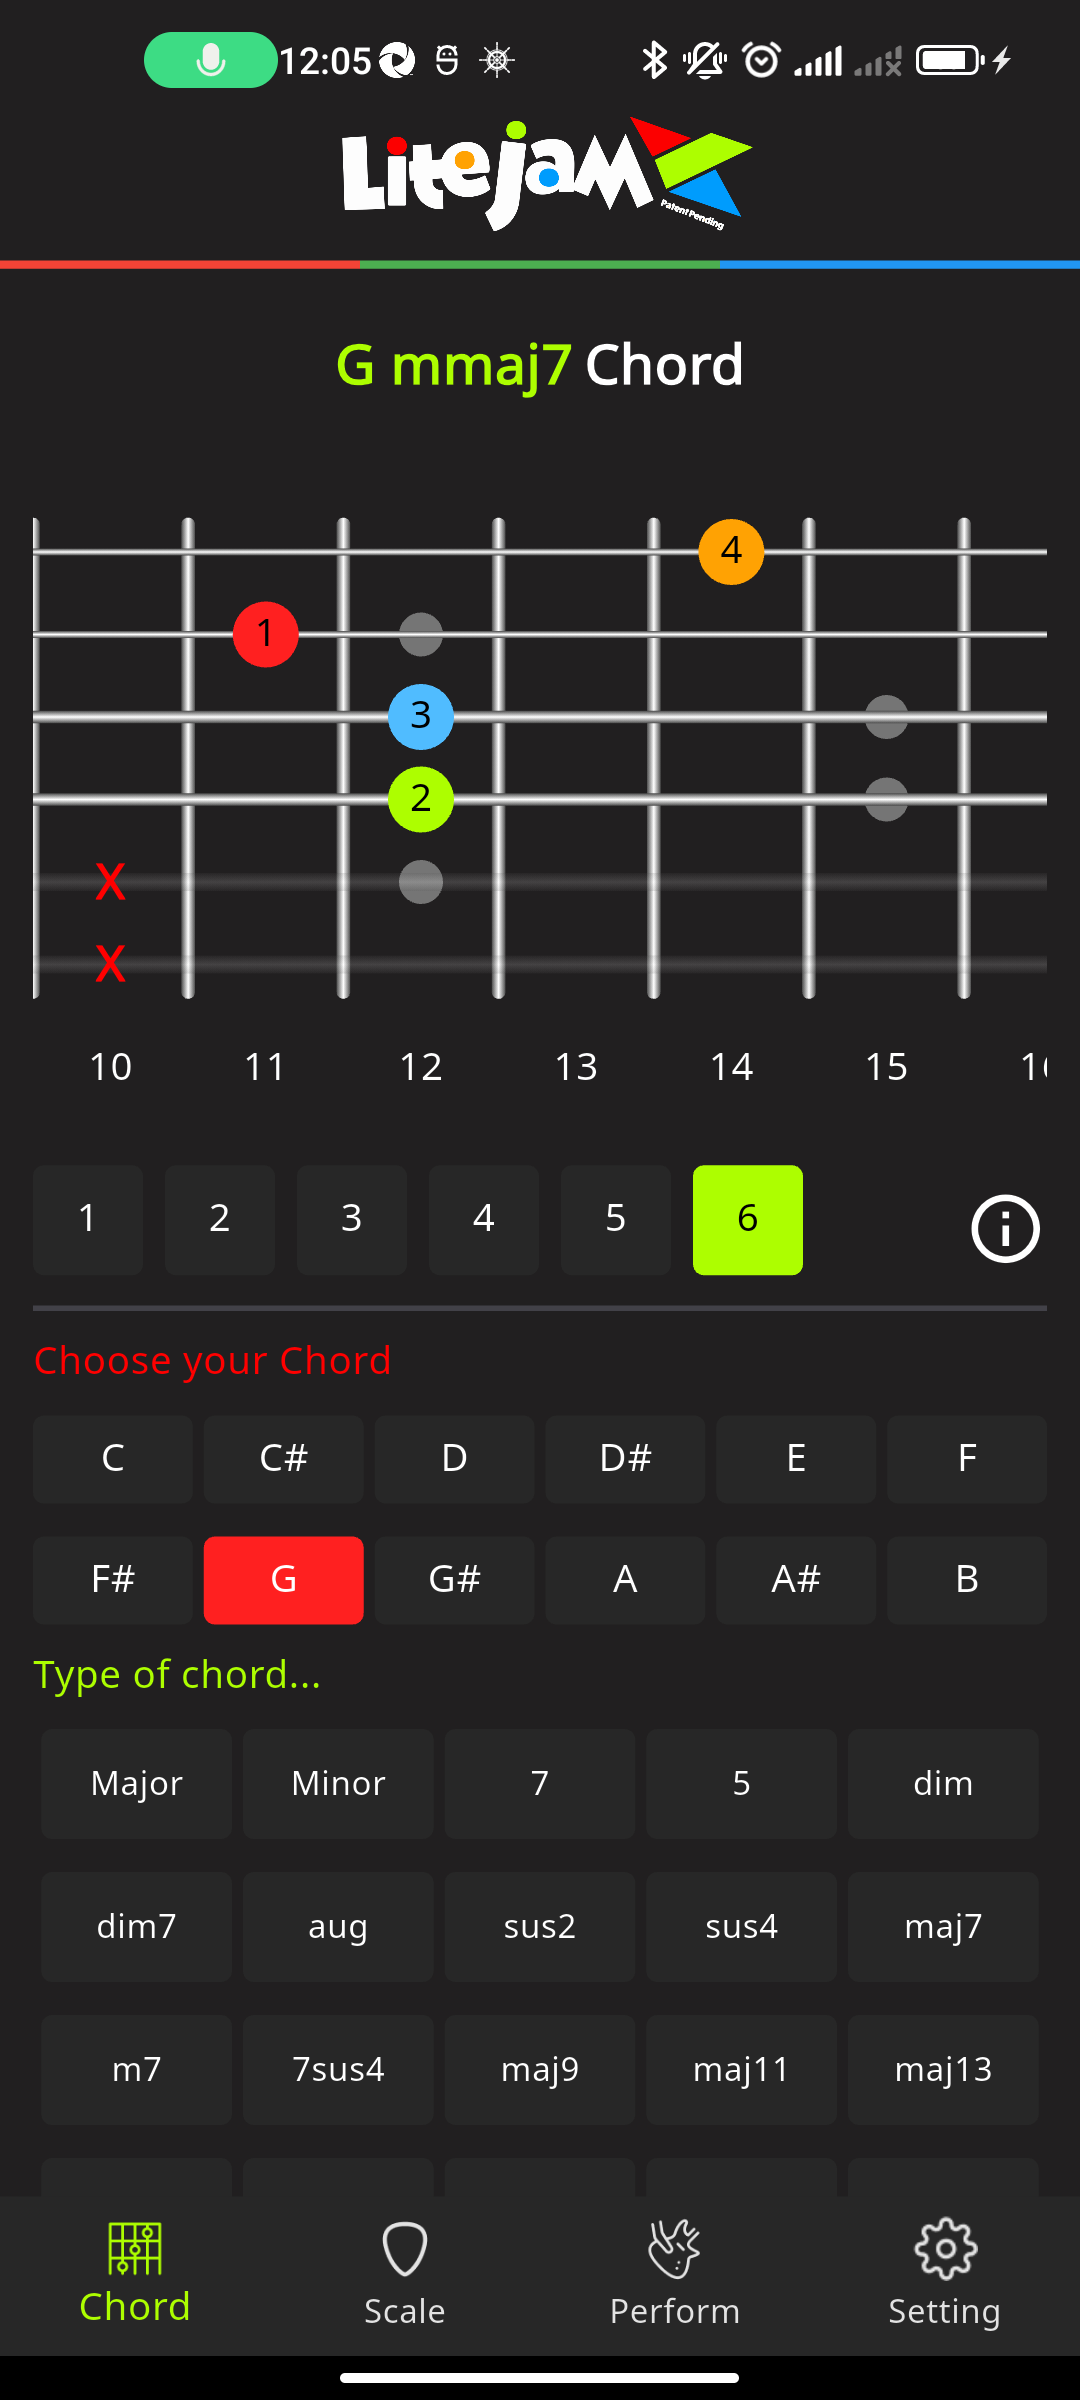 12:05
Litejam
Patent Pending
G mmaj7 Chord
4
1
3
2
X
X
10 11 12 13 14 15
1 2 3 4 5 6
Choose your Chord
C C# D D# E F
F# G G# A A# B
Type of chord...
Major Minor 7 5 dim
dim7 aug sus2 sus4 maj7
m7 7sus4 maj9 maj11 maj13
Chord Scale Perform Setting